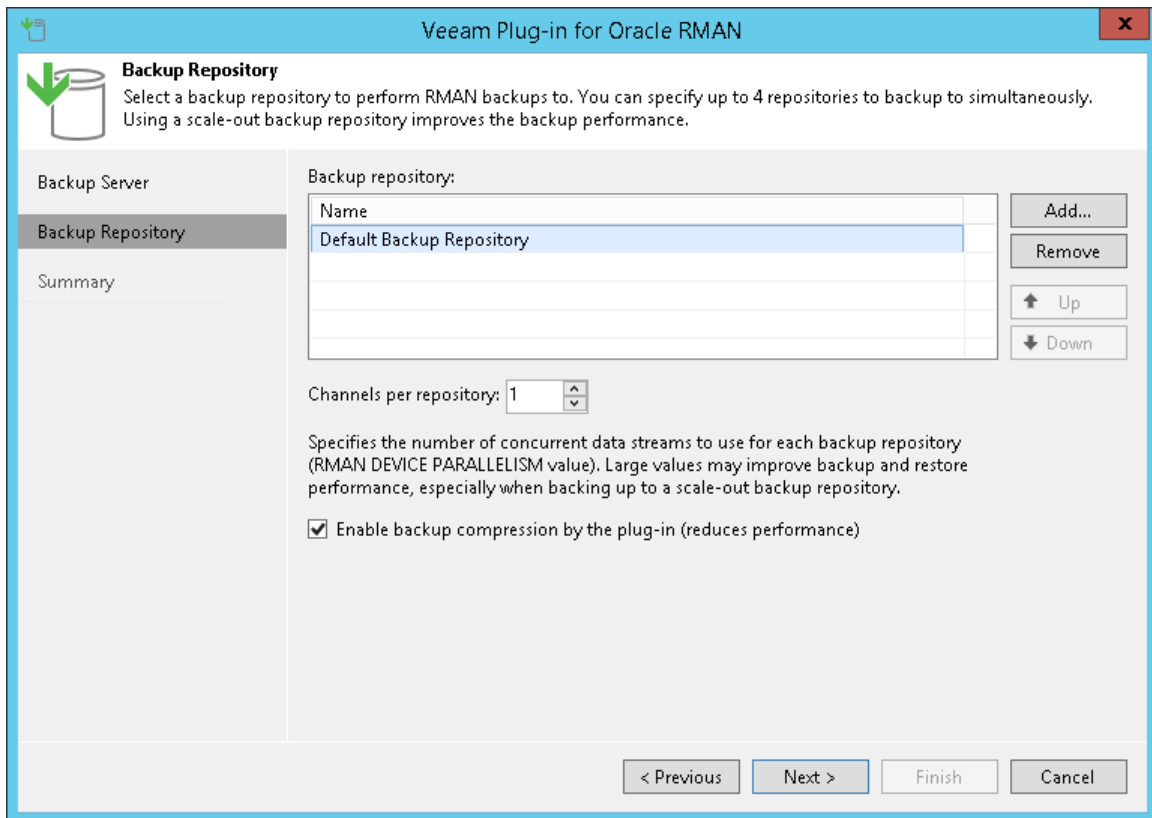 Veeam Plug-in for Oracle RMAN
x
Backup Repository
Select a backup repository to perform RMAN backups to. You can specify up to 4 repositories to backup to simultaneously.
Using a scale-out backup repository improves the backup performance.
Backup Server
Backup Repository
Summary
Backup repository:
Name
Default Backup Repository
Add...
Remove
Up
Down
Channels per repository: 1
Specifies the number of concurrent data streams to use for each backup repository
(RMAN DEVICE PARALLELISM value). Large values may improve backup and restore
performance, especially when backing up to a scale-out backup repository.
Enable backup compression by the plug-in (reduces performance)
< Previous
Next >
Finish
Cancel